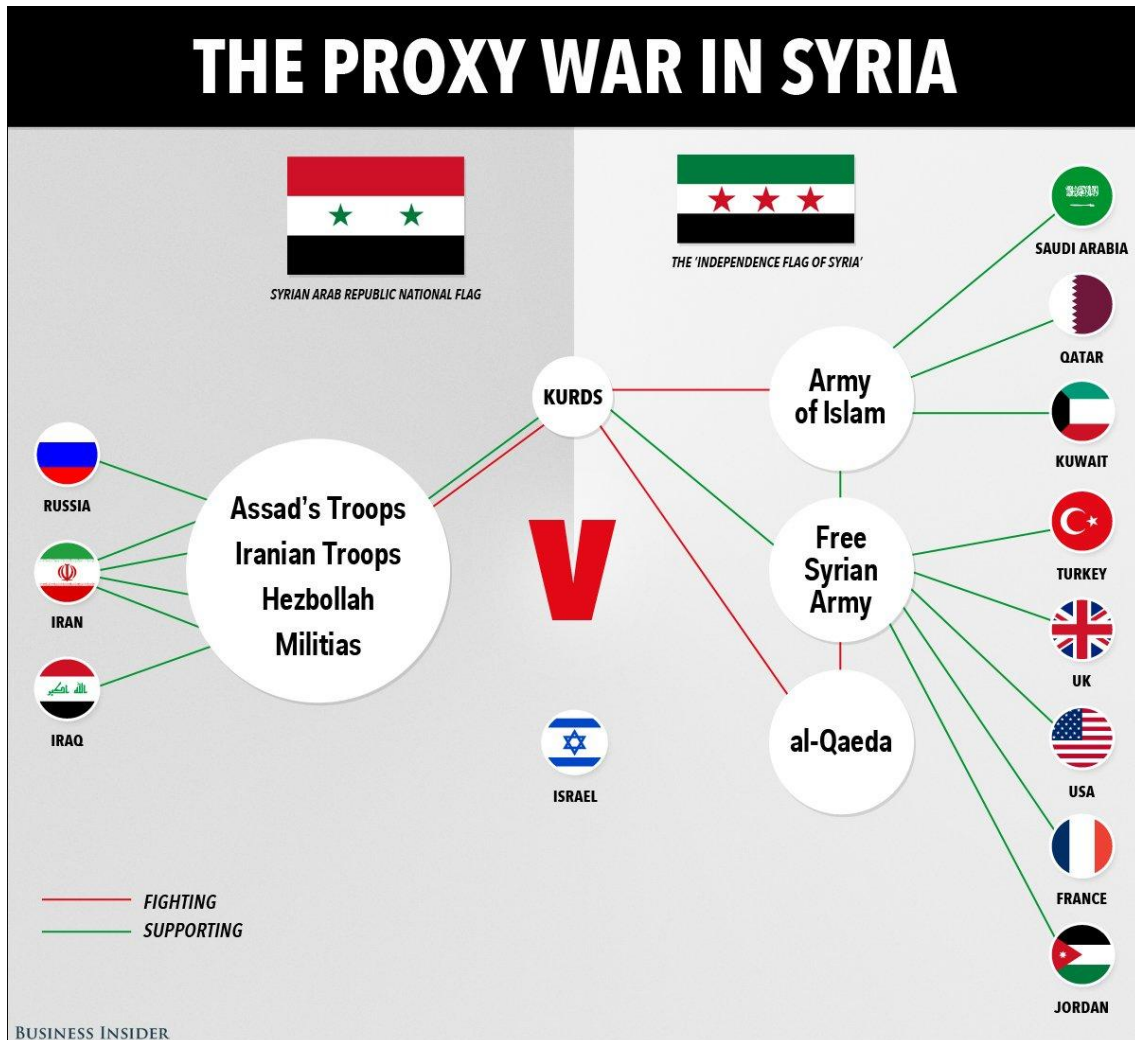 THE PROXY WAR IN SYRIA
SYRIAN ARAB REPUBLIC NATIONAL FLAG
THE 'INDEPENDENCE FLAG OF SYRIA'
KURDS
Assad's Troops
Iranian Troops
Hezbollah
Militias
RUSSIA
IRAN
IRAQ
V
ISRAEL
Army
of Islam
Free
Syrian
Army
al-Qaeda
SAUDI ARABIA
QATAR
KUWAIT
TURKEY
UK
USA
FRANCE
JORDAN
FIGHTING
SUPPORTING
BUSINESS INSIDER